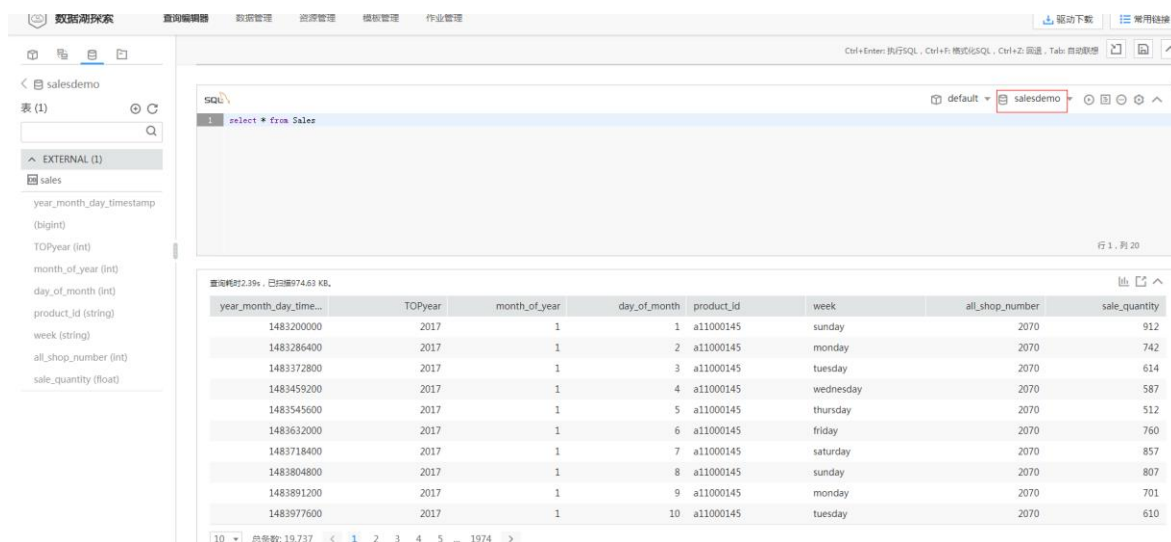 数据湖探索 查询编辑器 数据管理 资源管理 模板管理 作业管理 驱动下载 常用链接
Ctrl+Enter: 执行SQL , Ctrl+F: 格式化SQL , Ctrl+Z: 回退 , Tab: 自动联想
salesdemo
表 (1)
SQL default salesdemo
1 select * from Sales
EXTERNAL (1)
sales
year_month_day_timestamp
(bigint)
TOPyear (int)
month_of_year (int)
day_of_month (int)
product_id (string)
week (string)
all_shop_number (int)
sale_quantity (float)
行 1 , 列 20
查询耗时2.39s , 已扫描974.63 KB。
year_month_day_time... TOPyear month_of_year day_of_month product_id week all_shop_number sale_quantity
1483200000 2017 1 1 a11000145 sunday 2070 912
1483286400 2017 1 2 a11000145 monday 2070 742
1483372800 2017 1 3 a11000145 tuesday 2070 614
1483459200 2017 1 4 a11000145 wednesday 2070 587
1483545600 2017 1 5 a11000145 thursday 2070 512
1483632000 2017 1 6 a11000145 friday 2070 760
1483718400 2017 1 7 a11000145 saturday 2070 857
1483804800 2017 1 8 a11000145 sunday 2070 807
1483891200 2017 1 9 a11000145 monday 2070 701
1483977600 2017 1 10 a11000145 tuesday 2070 610
10 总条数: 19,737 < 1 2 3 4 5 ... 1974 >